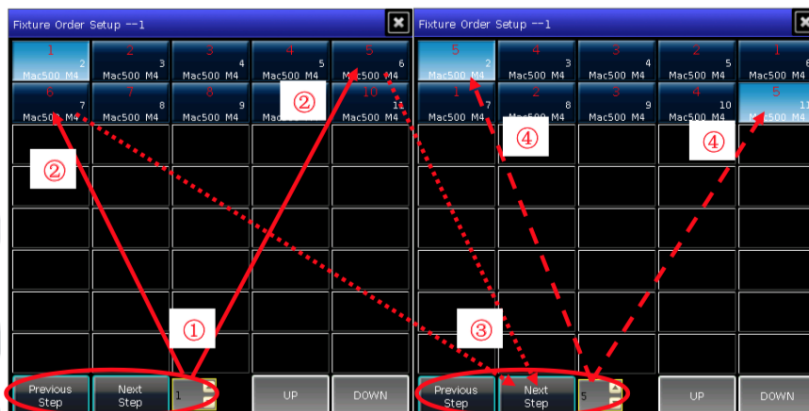 Fixture Order Setup --1
1 2 3 4 5
2 3 4 5 6
Mac500 M4 Mac500 M4 Mac500 M4 Mac500 M4 Mac500 M4
②
6 7 8 10
7 8 9 11
Mac500 M4 Mac500 M4 Mac500 M4 Mac500 M4 Mac500 M4
②
①
Previous Step
Next Step
1
UP
DOWN
Fixture Order Setup --1
5 4 3 2 1
2 3 4 5 6
Mac500 M4 Mac500 M4 Mac500 M4 Mac500 M4 Mac500 M4
1 2 3 4 5
7 8 9 10 11
Mac500 M4 Mac500 M4 Mac500 M4 Mac500 M4 Mac500 M4
④
④
③
Previous Step
Next Step
5
UP
DOWN